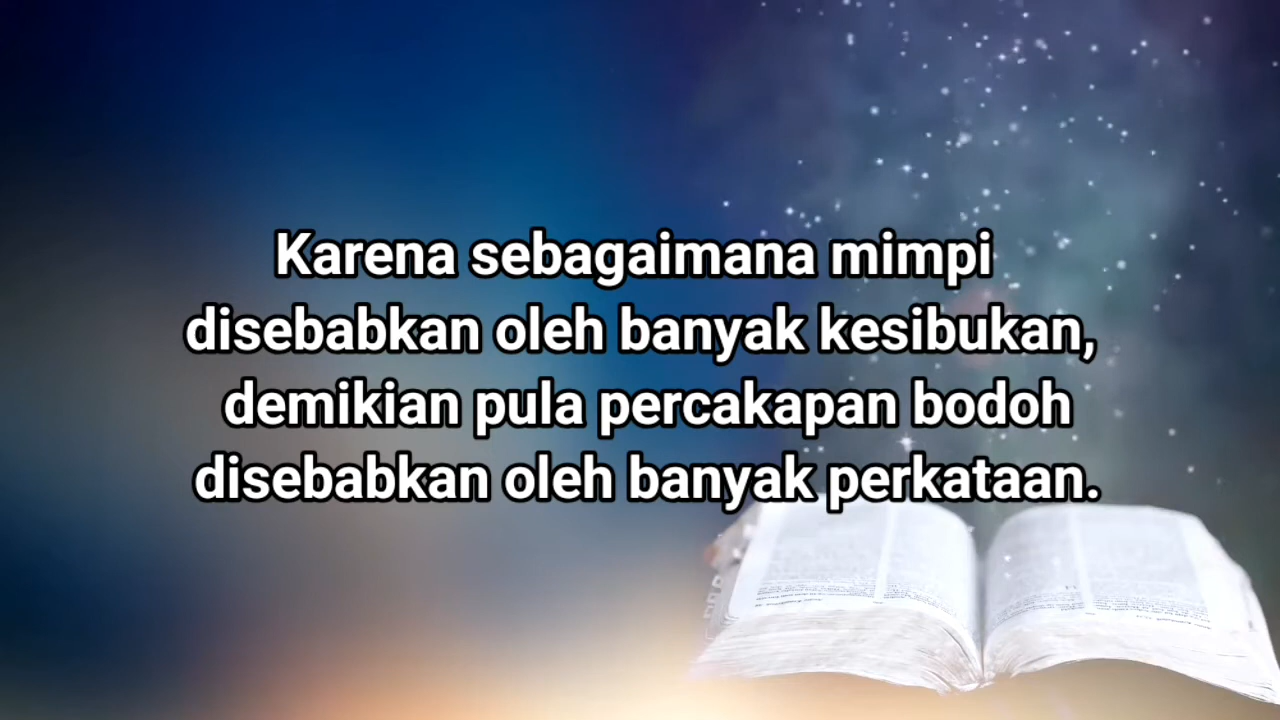 Karena sebagaimana mimpi
disebabkan oleh banyak kesibukan,
demikian pula percakapan bodoh
disebabkan oleh banyak perkataan.